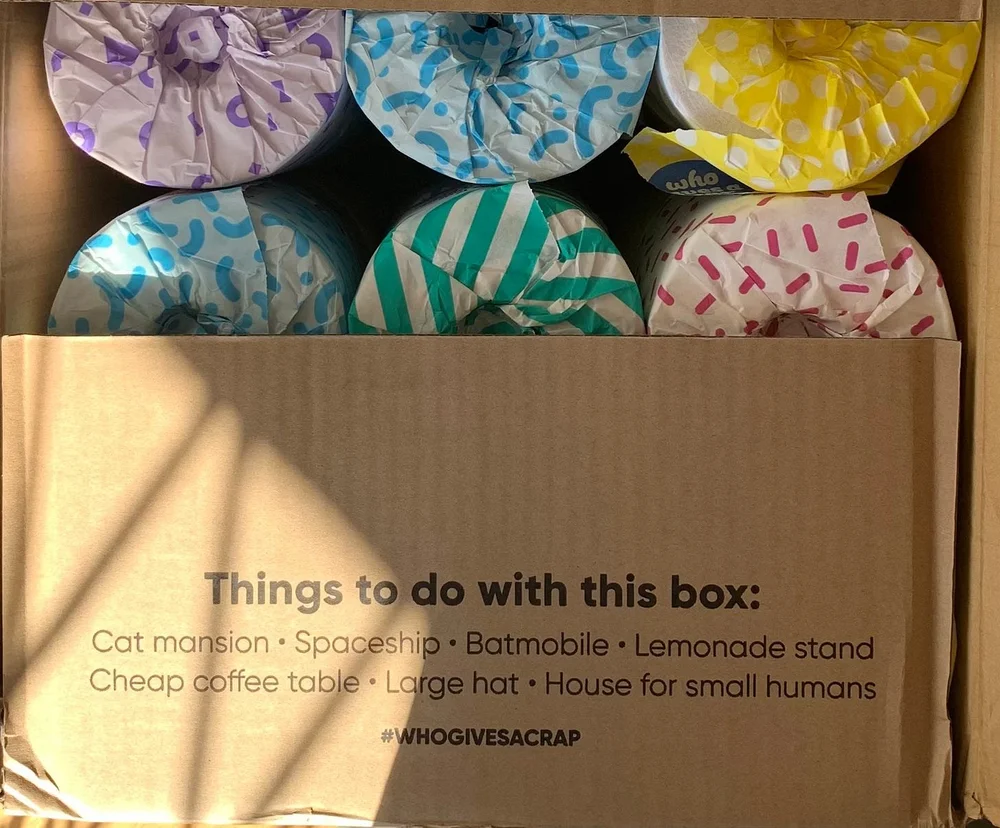 who
Things to do with this box:
Cat mansion • Spaceship • Batmobile • Lemonade stand
Cheap coffee table • Large hat • House for small humans
#WHOGIVESACRAP